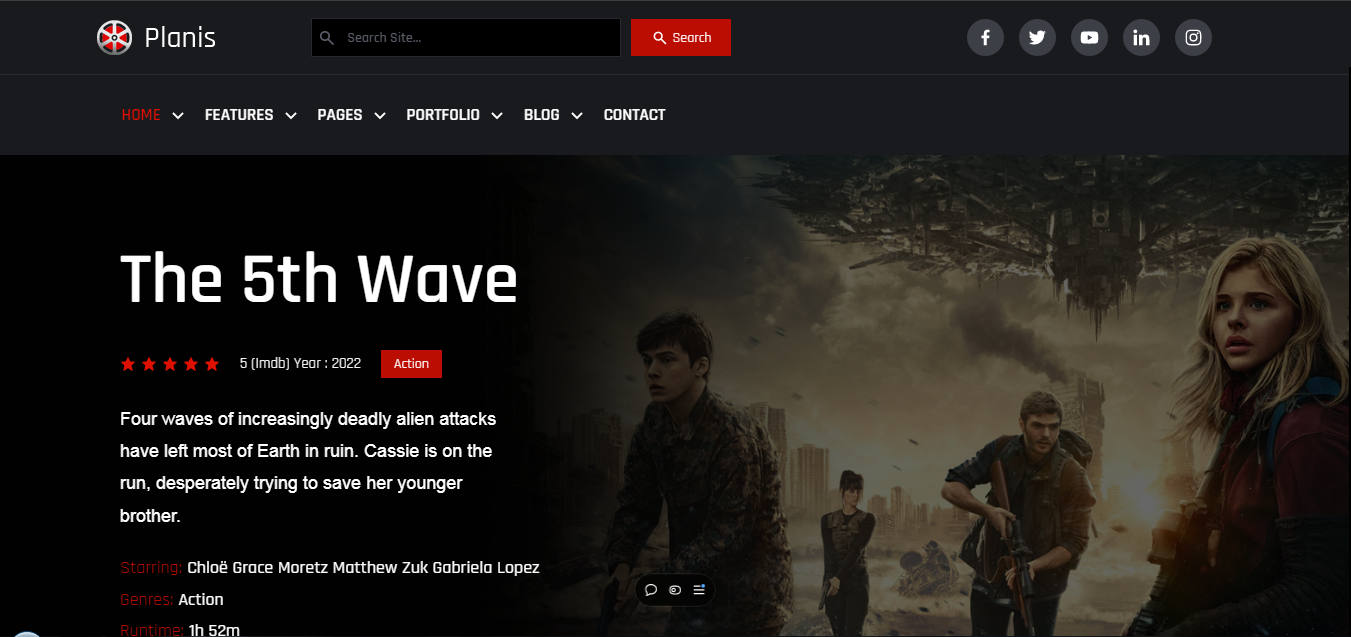 Planis
Search Site...
Search
HOME FEATURES PAGES PORTFOLIO BLOG CONTACT
The 5th Wave
5 (Imdb) Year : 2022 Action
Four waves of increasingly deadly alien attacks
have left most of Earth in ruin. Cassie is on the
run, desperately trying to save her younger
brother.
Starring: Chloë Grace Moretz Matthew Zuk Gabriela Lopez
Genres: Action
Runtime: 1h 52m